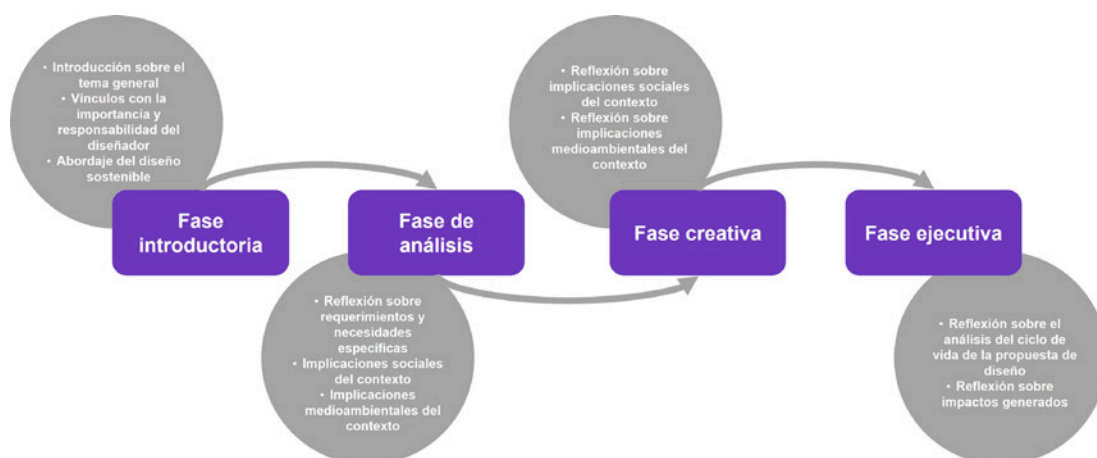 • Introducción sobre el
tema general
• Vínculos con la
importancia y
responsabilidad del
diseñador
• Abordaje del diseño
sostenible
Fase
introductoria
Fase de
análisis
• Reflexión sobre
requerimientos y
necesidades
específicas
• Implicaciones sociales
del contexto
• Implicaciones
medioambientales del
contexto
• Reflexión sobre
implicaciones sociales
del contexto
• Reflexión sobre
implicaciones
medioambientales del
contexto
Fase creativa
Fase ejecutiva
• Reflexión sobre el
análisis del ciclo de
vida de la propuesta de
diseño
• Reflexión sobre
impactos generados